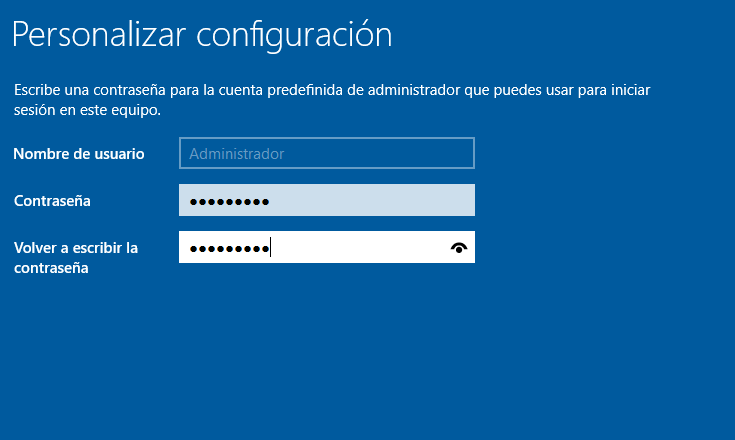 Personalizar configuración
Escribe una contraseña para la cuenta predefinida de administrador que puedes usar para iniciar
sesión en este equipo.
Nombre de usuario
Administrador
Contraseña
•••••••••
Volver a escribir la
contraseña
•••••••••